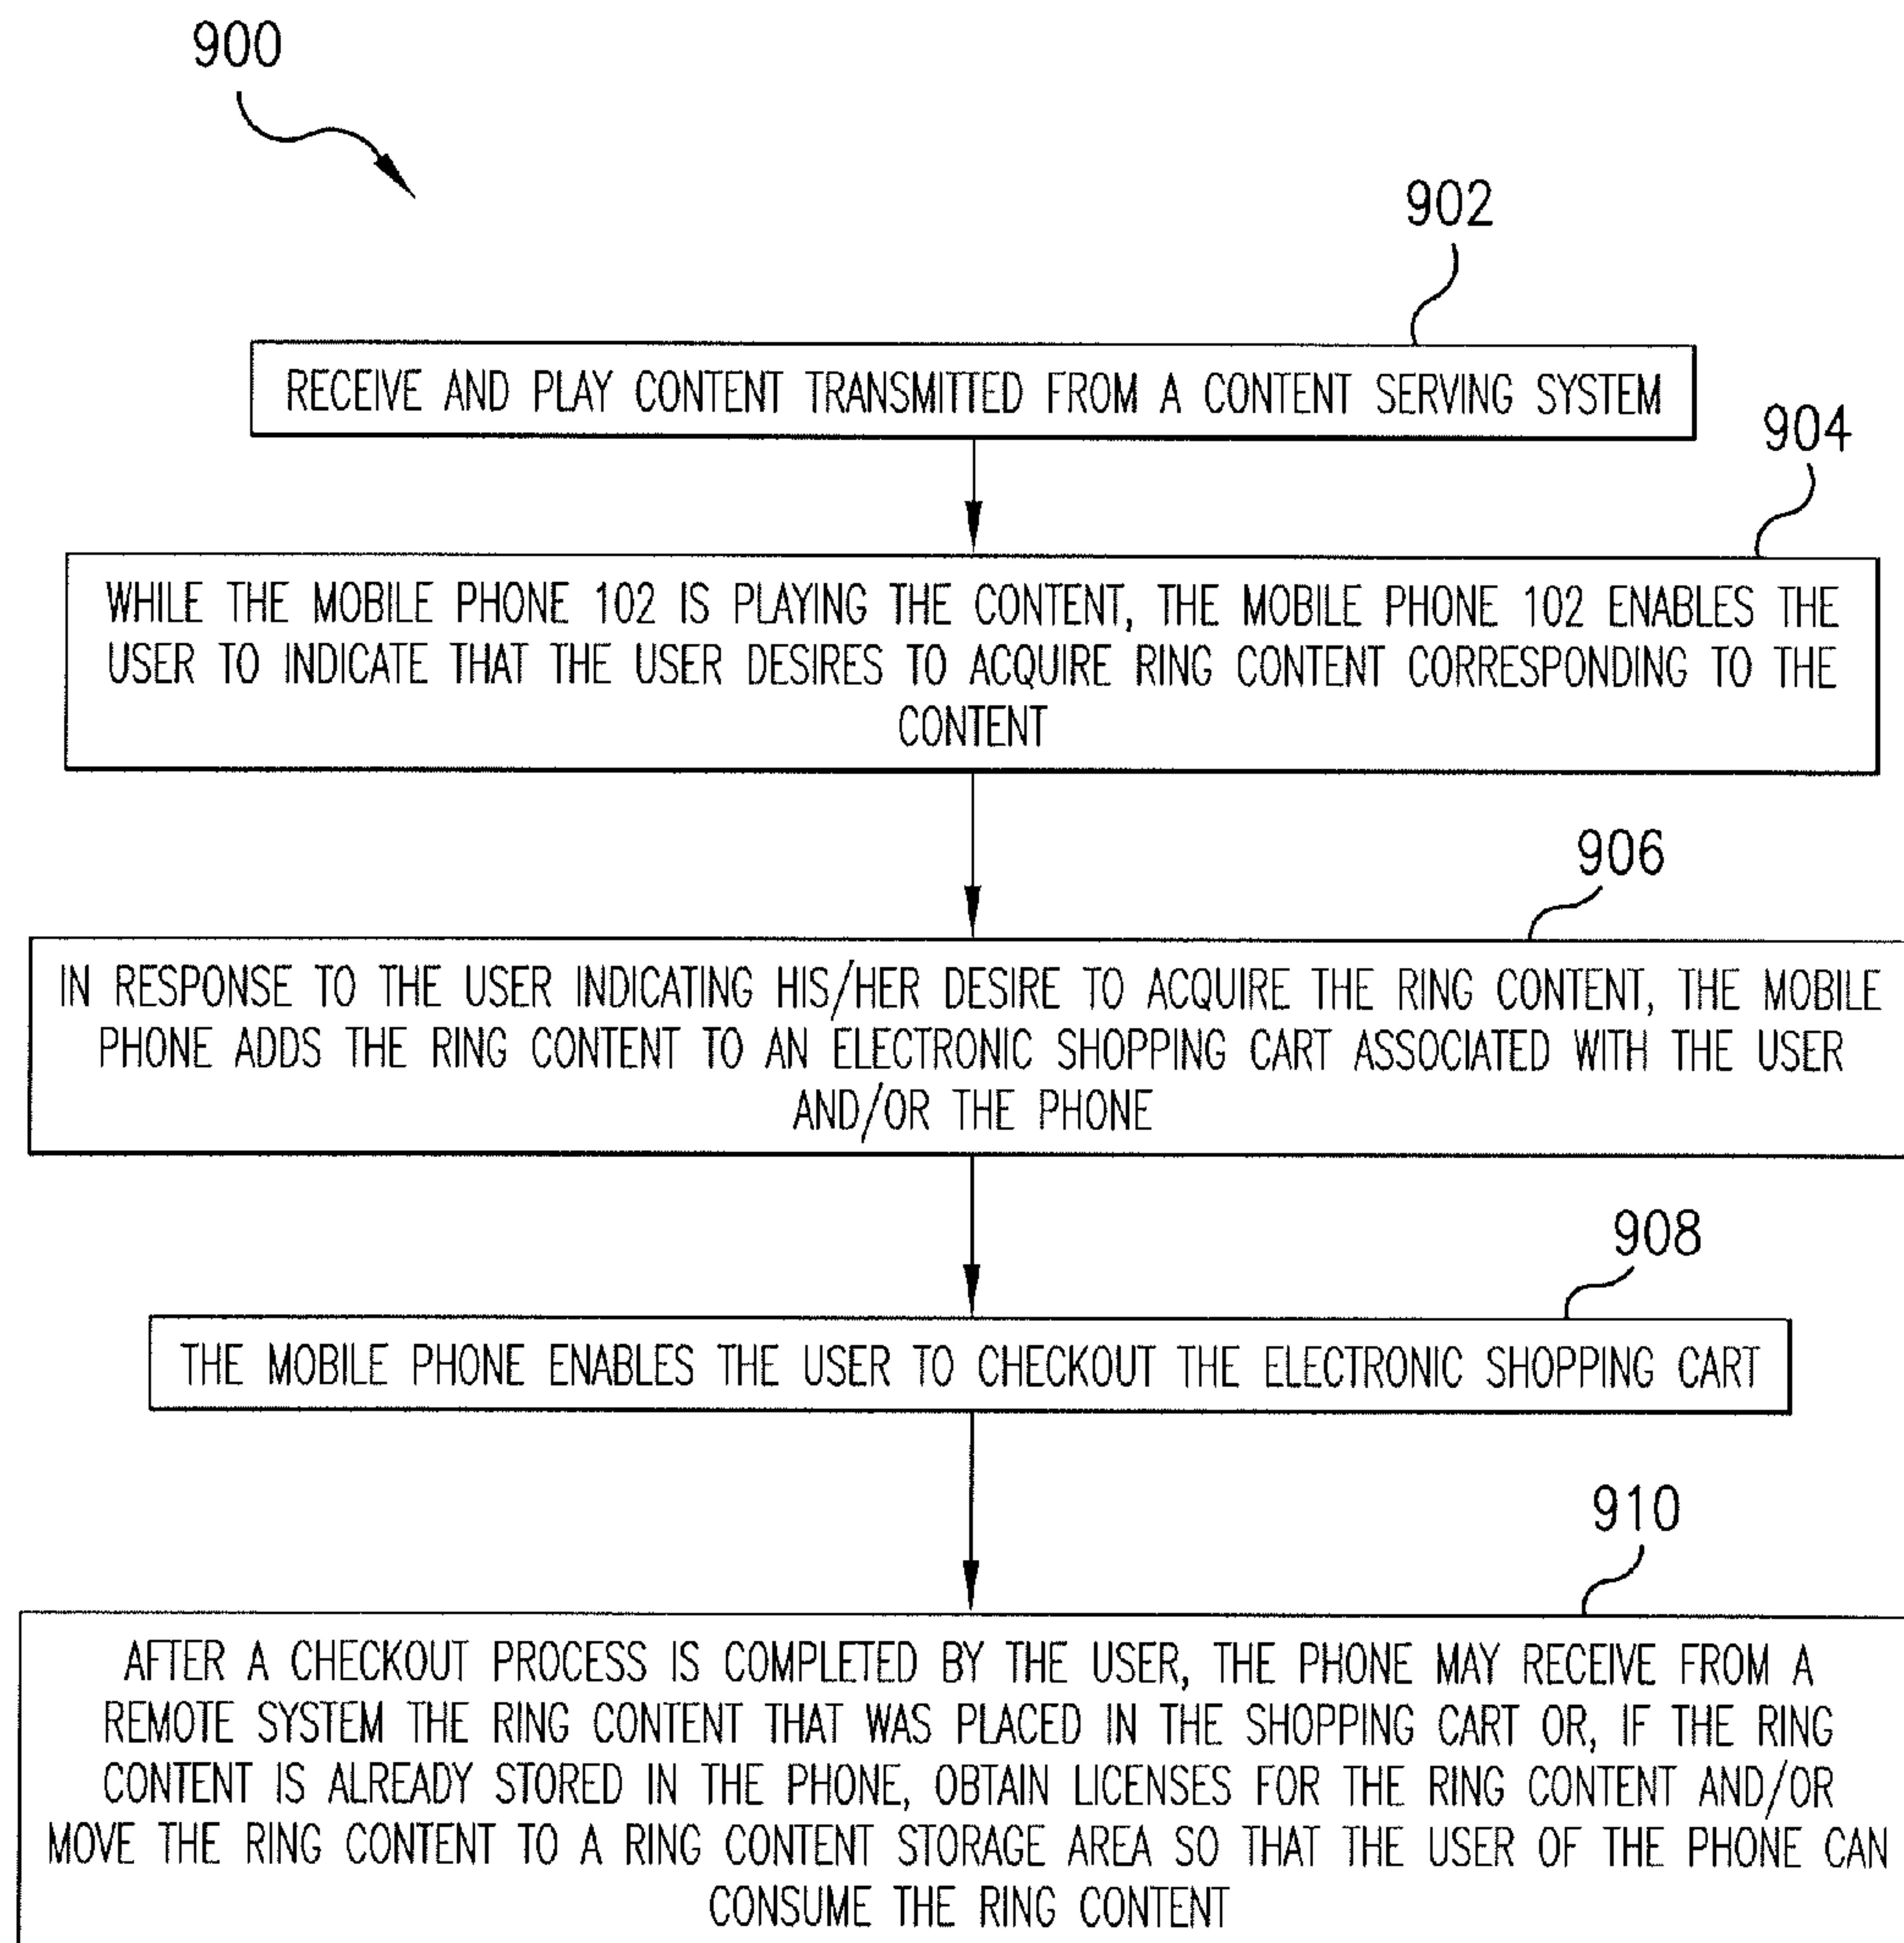 900
902
RECEIVE AND PLAY CONTENT TRANSMITTED FROM A CONTENT SERVING SYSTEM
904
WHILE THE MOBILE PHONE 102 IS PLAYING THE CONTENT, THE MOBILE PHONE 102 ENABLES THE
USER TO INDICATE THAT THE USER DESIRES TO ACQUIRE RING CONTENT CORRESPONDING TO THE
CONTENT
906
IN RESPONSE TO THE USER INDICATING HIS/HER DESIRE TO ACQUIRE THE RING CONTENT, THE MOBILE
PHONE ADDS THE RING CONTENT TO AN ELECTRONIC SHOPPING CART ASSOCIATED WITH THE USER
AND/OR THE PHONE
908
THE MOBILE PHONE ENABLES THE USER TO CHECKOUT THE ELECTRONIC SHOPPING CART
910
AFTER A CHECKOUT PROCESS IS COMPLETED BY THE USER, THE PHONE MAY RECEIVE FROM A
REMOTE SYSTEM THE RING CONTENT THAT WAS PLACED IN THE SHOPPING CART OR, IF THE RING
CONTENT IS ALREADY STORED IN THE PHONE, OBTAIN LICENSES FOR THE RING CONTENT AND/OR
MOVE THE RING CONTENT TO A RING CONTENT STORAGE AREA SO THAT THE USER OF THE PHONE CAN
CONSUME THE RING CONTENT